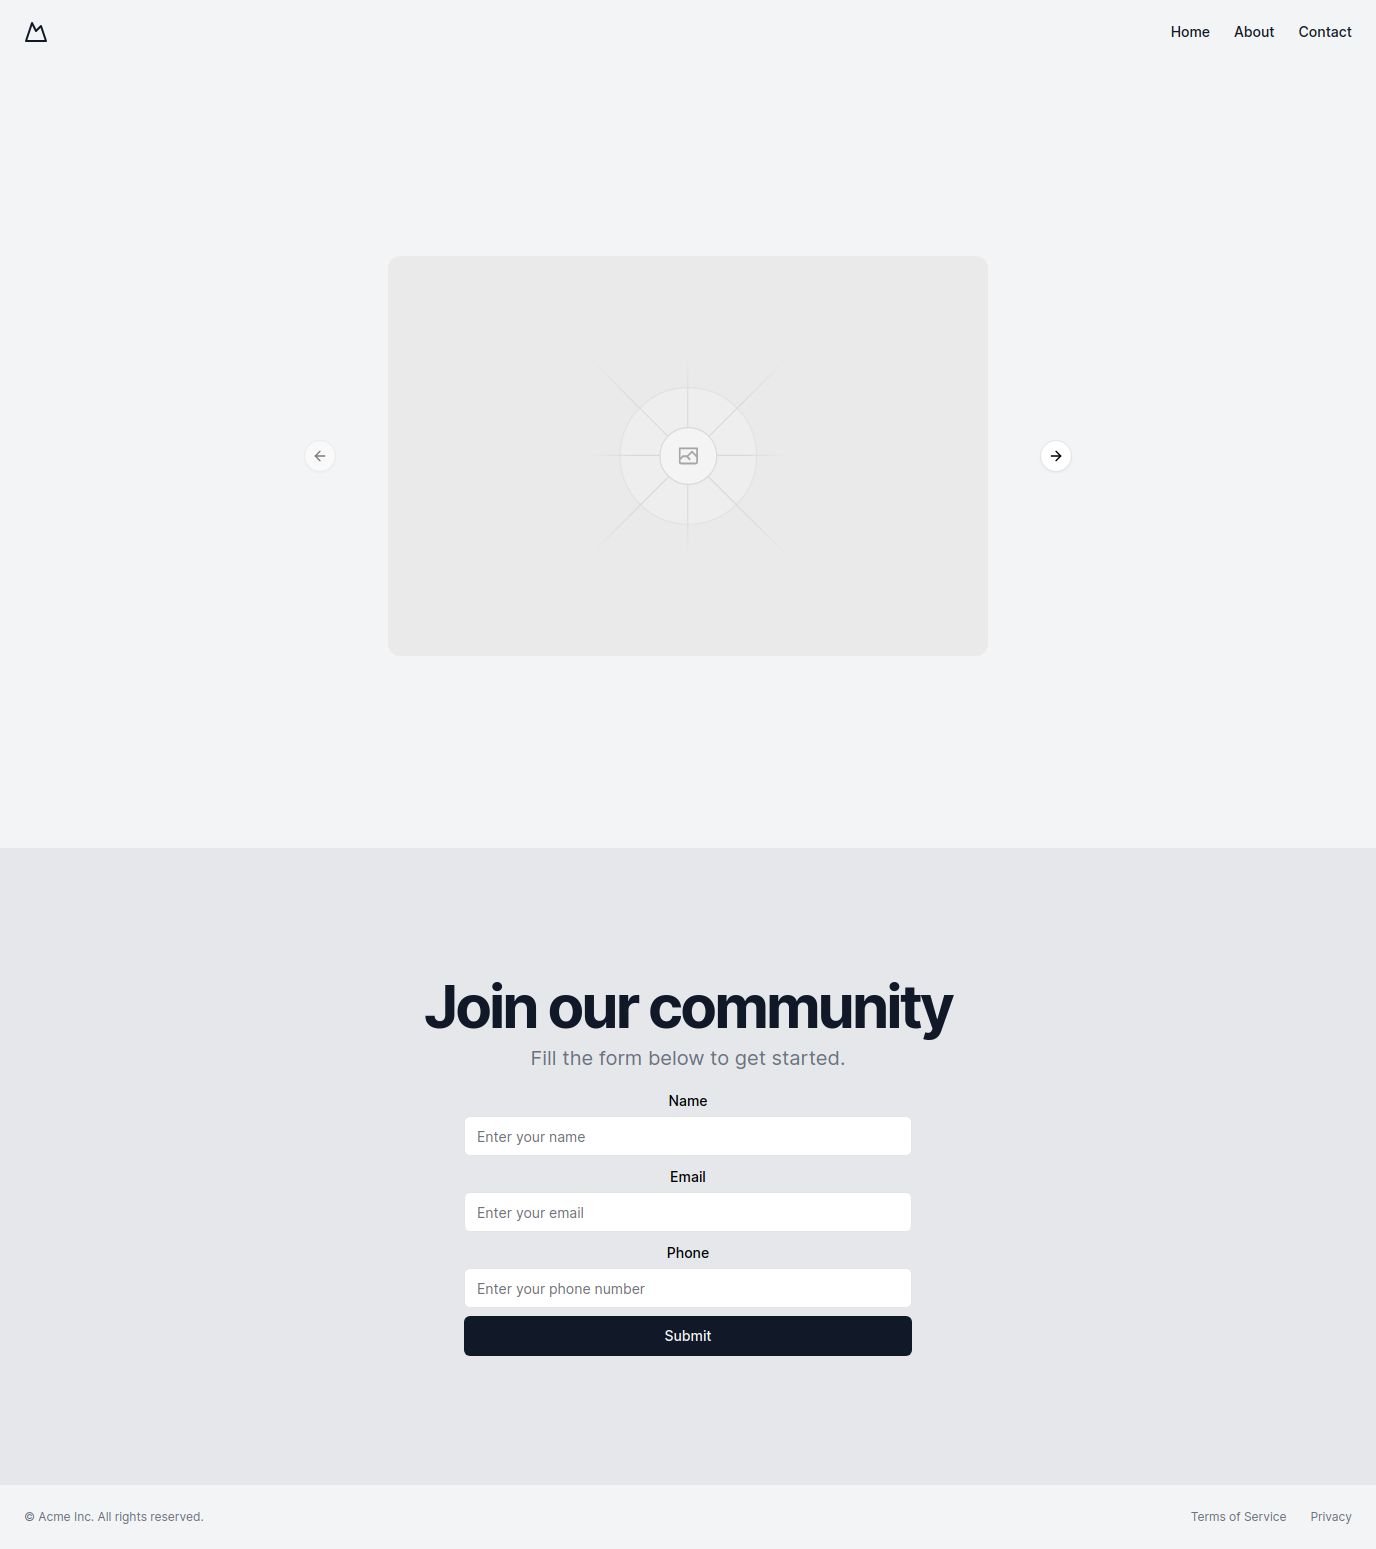 Home About Contact
Join our community
Fill the form below to get started.
Name
Enter your name
Email
Enter your email
Phone
Enter your phone number
Submit
© Acme Inc. All rights reserved.
Terms of Service Privacy